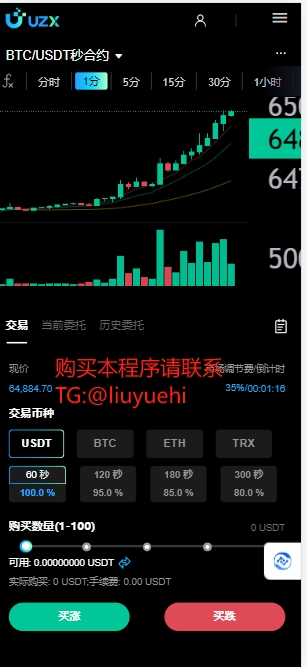 UZX
BTC/USDT秒合约
fx 分时 1分 5分 15分 30分 1小时
650
648
647
500
交易 当前委托 历史委托
购买本程序请联系
TG:@liuyuehi
现价 市场调节费/倒计时
64,884.70 35%/00:01:16
交易币种
USDT BTC ETH TRX
60 秒 120 秒 180 秒 300 秒
100.0 % 95.0 % 85.0 % 80.0 %
购买数量(1-100) 0 USDT
可用: 0.00000000 USDT
实际购买: 0 USDT;手续费: 0.00 USDT
买涨 买跌